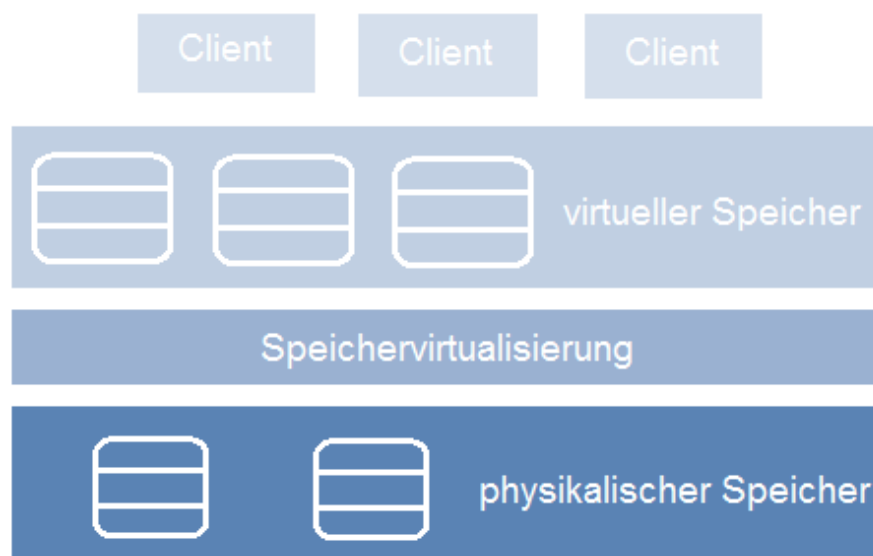 Client
Client
Client
virtueller Speicher
Speichervirtualisierung
physikalischer Speicher